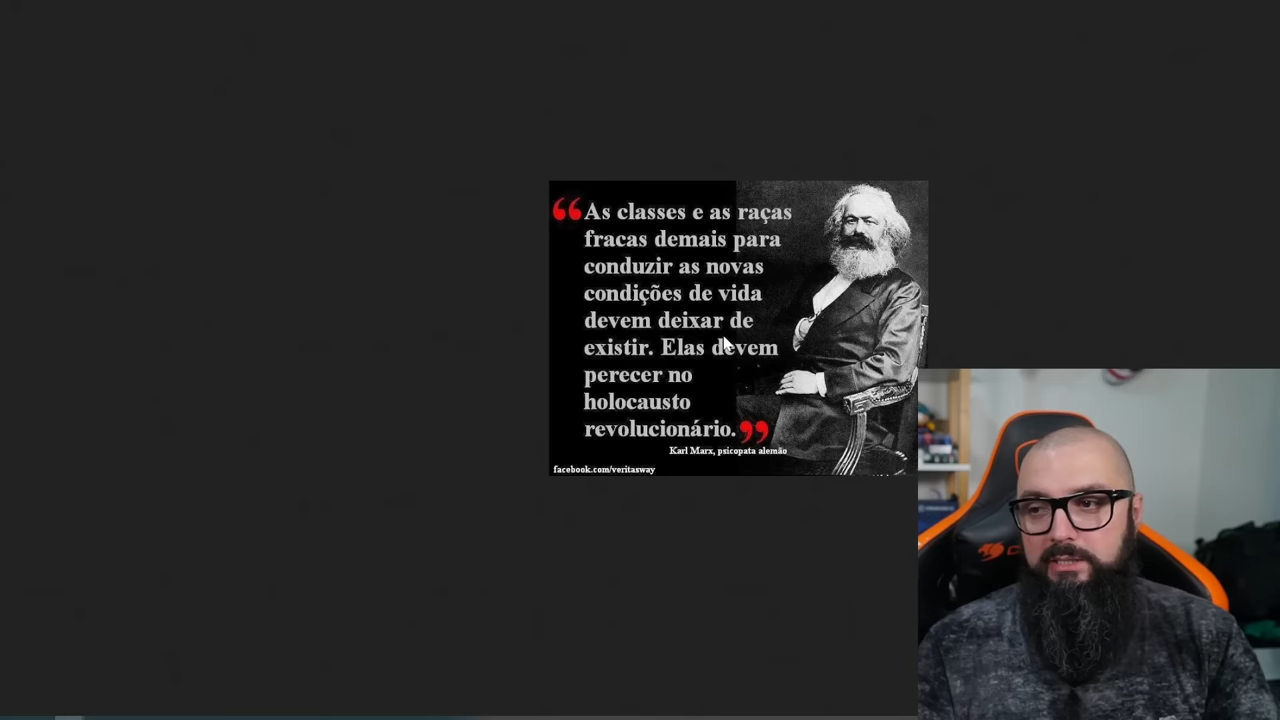 “As classes e as raças
fracas demais para
conduzir as novas
condições de vida
devem deixar de
existir. Elas devem
perecer no
holocausto
revolucionário.”
Karl Marx, psicopata alemão
facebook.com/veritasway